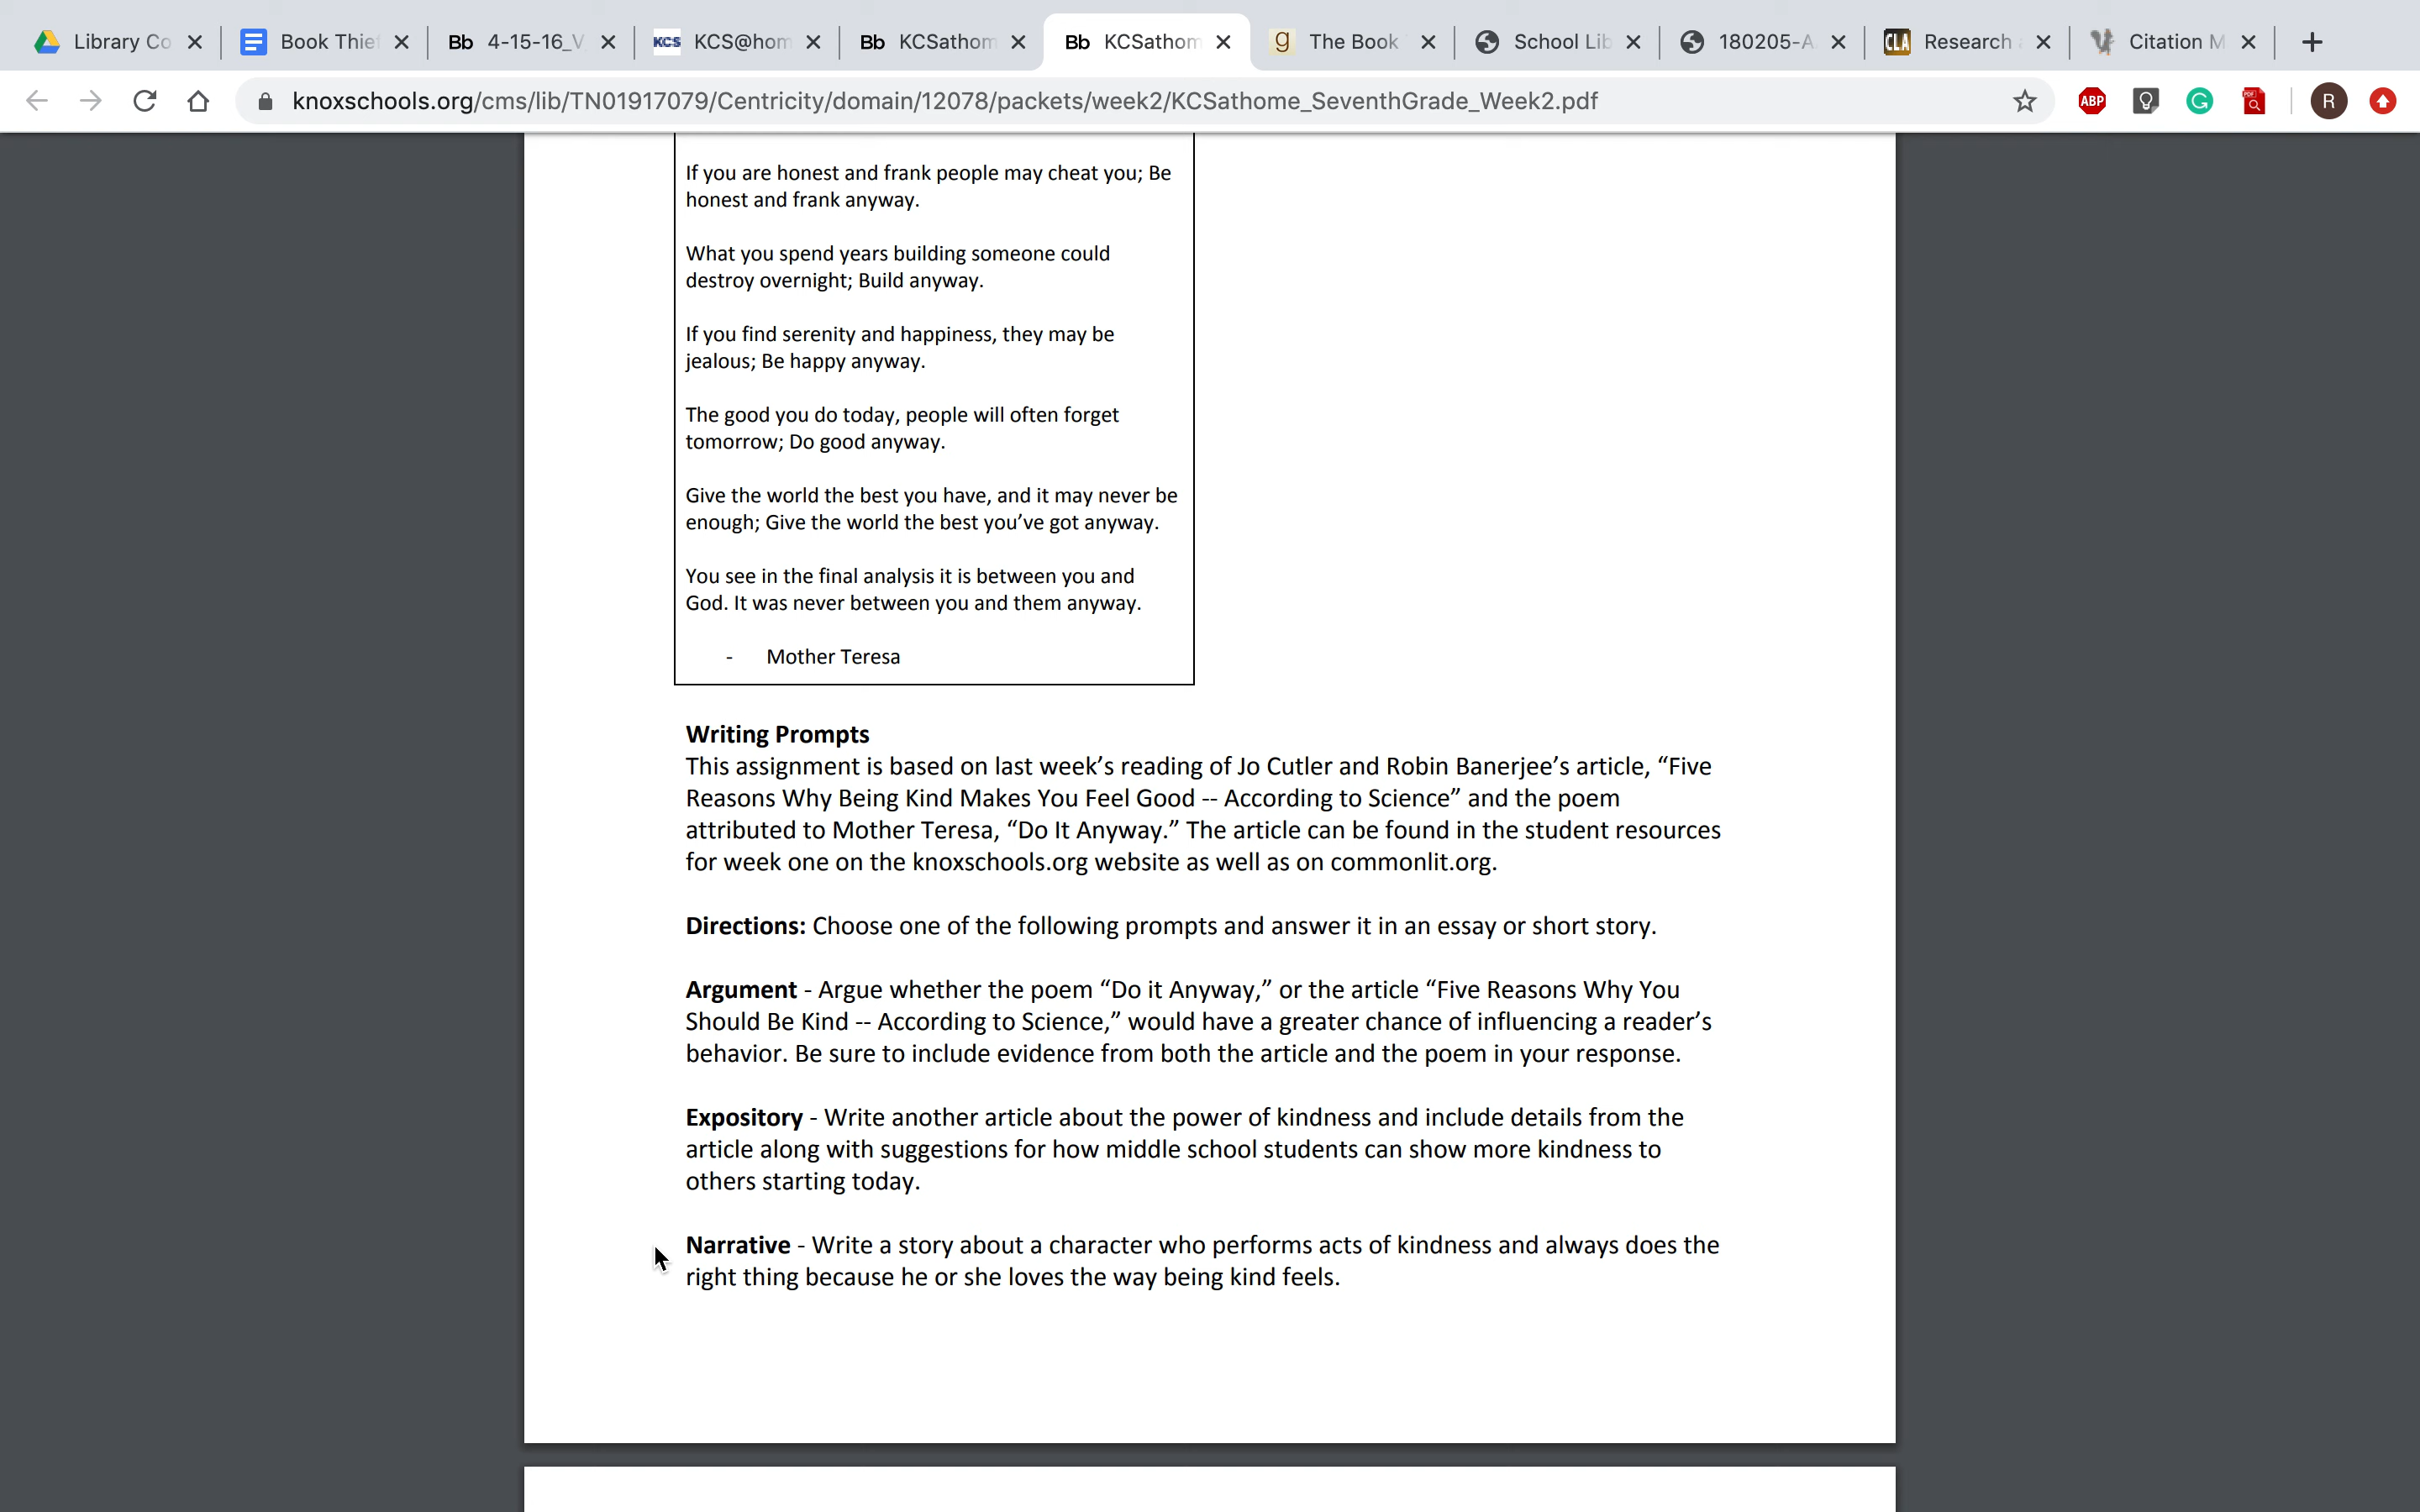 Library Co
Book Thief
Bb 4-15-16_V
KCS KCS@hom
Bb KCSathom
Bb KCSathom
g The Book
School Lib
180205-A
CLA Research
Citation M
knoxschools.org/cms/lib/TN01917079/Centricity/domain/12078/packets/week2/KCSathome_SeventhGrade_Week2.pdf
ABP
G
PDF
R
If you are honest and frank people may cheat you; Be
honest and frank anyway.
What you spend years building someone could
destroy overnight; Build anyway.
If you find serenity and happiness, they may be
jealous; Be happy anyway.
The good you do today, people will often forget
tomorrow; Do good anyway.
Give the world the best you have, and it may never be
enough; Give the world the best you’ve got anyway.
You see in the final analysis it is between you and
God. It was never between you and them anyway.
- Mother Teresa
Writing Prompts
This assignment is based on last week’s reading of Jo Cutler and Robin Banerjee’s article, “Five
Reasons Why Being Kind Makes You Feel Good -- According to Science” and the poem
attributed to Mother Teresa, “Do It Anyway.” The article can be found in the student resources
for week one on the knoxschools.org website as well as on commonlit.org.
Directions: Choose one of the following prompts and answer it in an essay or short story.
Argument - Argue whether the poem “Do it Anyway,” or the article “Five Reasons Why You
Should Be Kind -- According to Science,” would have a greater chance of influencing a reader’s
behavior. Be sure to include evidence from both the article and the poem in your response.
Expository - Write another article about the power of kindness and include details from the
article along with suggestions for how middle school students can show more kindness to
others starting today.
Narrative - Write a story about a character who performs acts of kindness and always does the
right thing because he or she loves the way being kind feels.